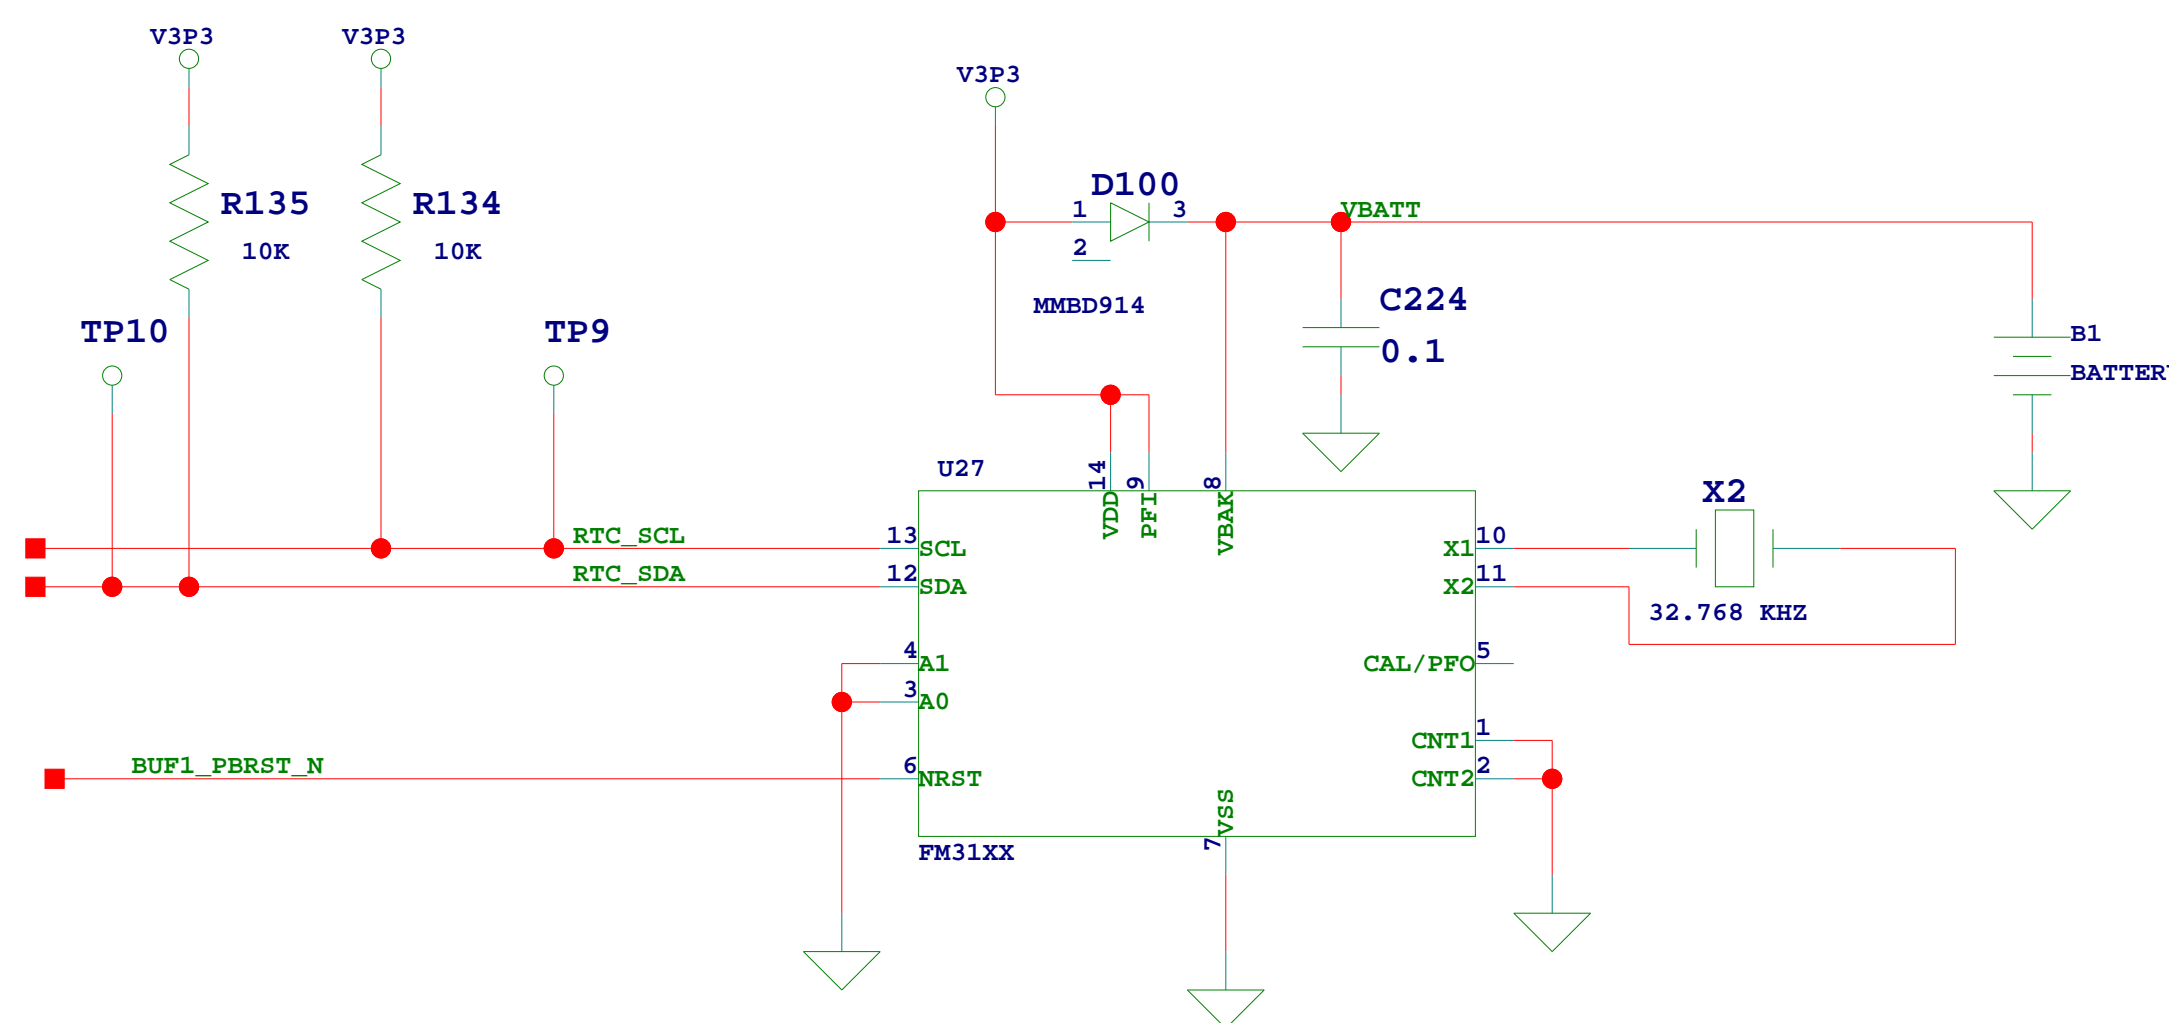 V3P3
V3P3
V3P3
D100
1
3
2
VBATT
R135
10K
R134
10K
MMBD914
C224
0.1
B1
BATTERY
TP10
TP9
U27
14
VDD
9
PFI
8
VBAK
X2
RTC_SCL
13
SCL
X1
10
RTC_SDA
12
SDA
X2
11
32.768 KHZ
4
A1
CAL/PFO
5
3
A0
CNT1
1
BUF1_PBRST_N
6
NRST
CNT2
2
VSS
7
FM31XX